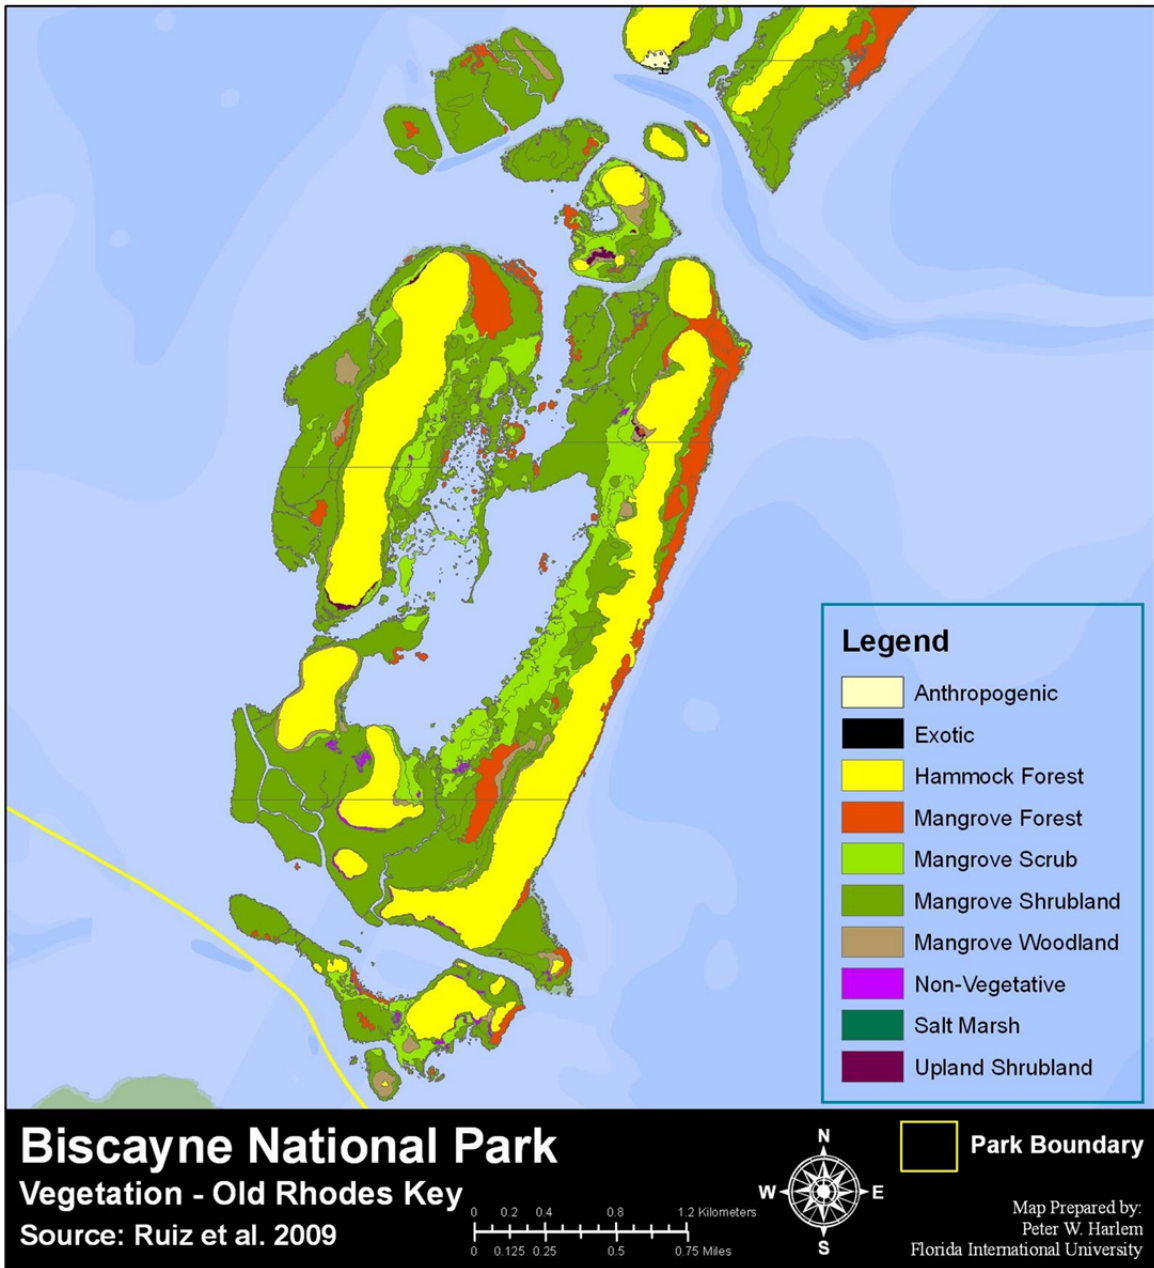 Legend
Anthropogenic
Exotic
Hammock Forest
Mangrove Forest
Mangrove Scrub
Mangrove Shrubland
Mangrove Woodland
Non-Vegetative
Salt Marsh
Upland Shrubland
Biscayne National Park
Vegetation - Old Rhodes Key
Source: Ruiz et al. 2009
0 0.2 0.4 0.8 1.2 Kilometers
0 0.125 0.25 0.5 0.75 Miles
N
W E
S
Park Boundary
Map Prepared by:
Peter W. Harlem
Florida International University